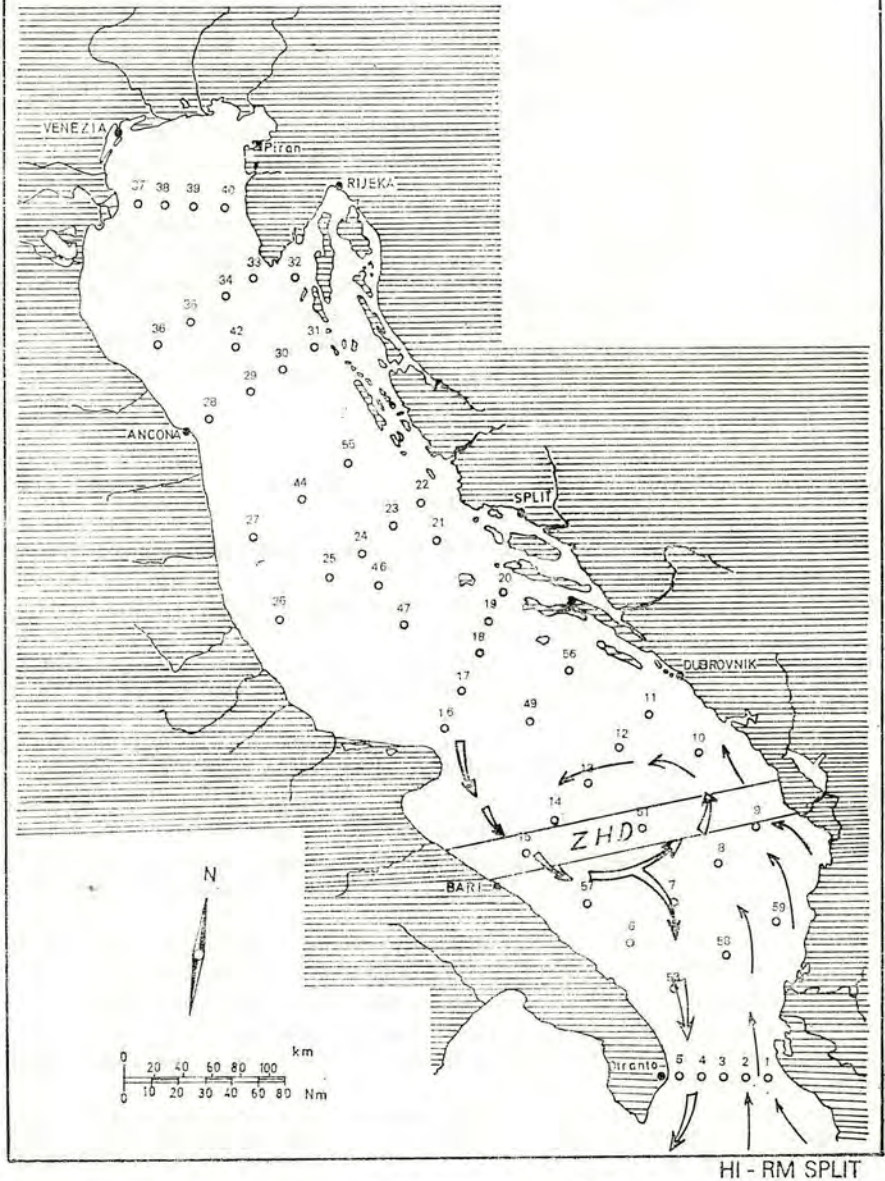 VENEZIA
Piran
RIJEKA
37 38 39 40
33 32
34
35
36 42 31
30
29
28
ANCONA
55
44 22 SPLIT
23
27 24 21
25 46 20
26 47 19
18 56 DUBROVNIK
17
16 49 11
12 10
13
14 51 9
15 ZHD
8
BARI
57 7
59
6
58
53
N
km
0 20 40 60 80 100
0 10 20 30 40 50 60 80 Nm
Otranto 5 4 3 2 1
HI - RM SPLIT